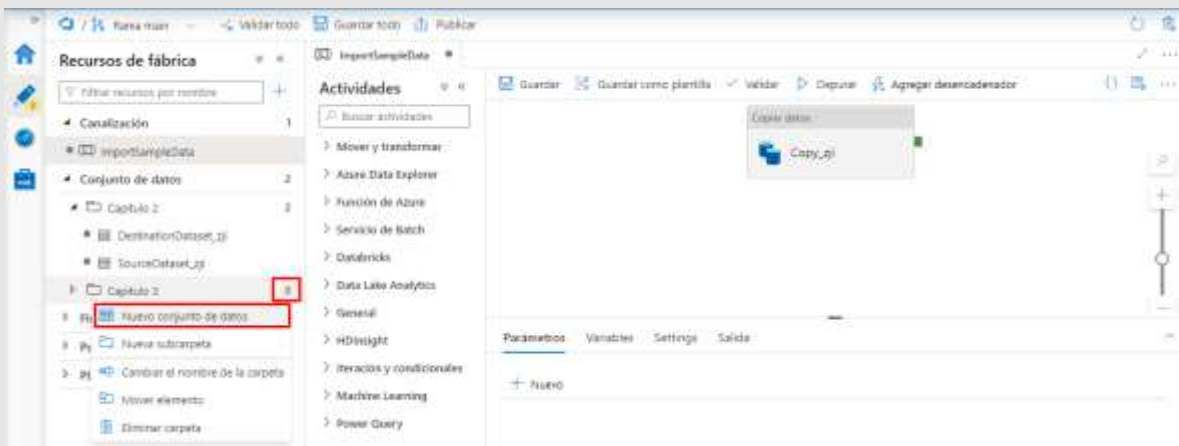 Rama main
Validar todo
Guardar todo
Publicar
Recursos de fábrica
Filtrar recursos por nombre
Canalización 1
ImportSampleData
Conjunto de datos 2
Capítulo 2 2
DestinationDataset_zji
SourceDataset_zji
Capítulo 3 0
Nuevo conjunto de datos
Nueva subcarpeta
Cambiar el nombre de la carpeta
Mover elemento
Eliminar carpeta
ImportSampleData
Actividades
Buscar actividades
Mover y transformar
Azure Data Explorer
Función de Azure
Servicio de Batch
Databricks
Data Lake Analytics
General
HDInsight
Iteración y condicionales
Machine Learning
Power Query
Guardar
Guardar como plantilla
Validar
Depurar
Agregar desencadenador
Copiar datos
Copy_zji
Parámetros
Variables
Settings
Salida
Nuevo